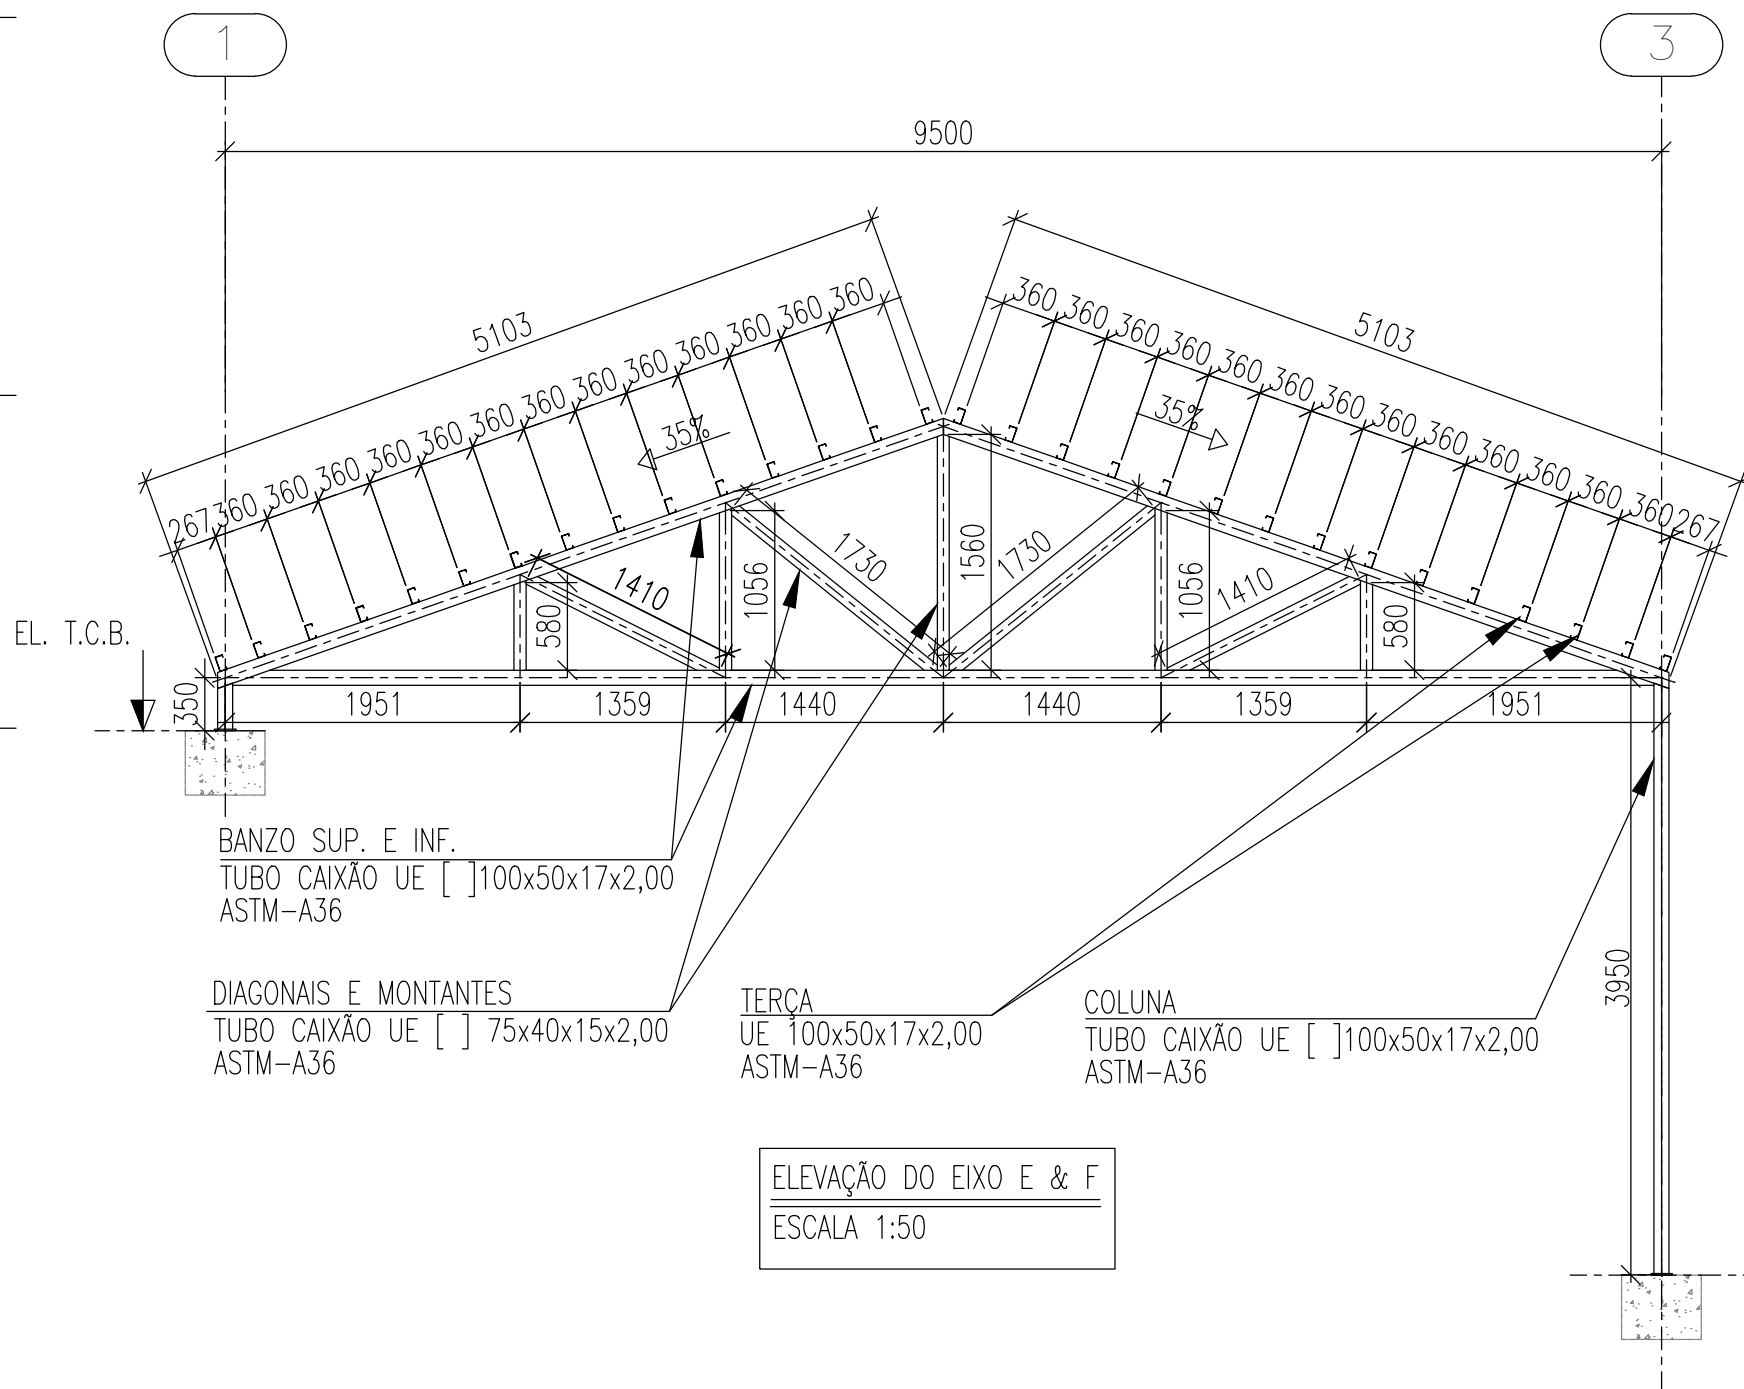 1
3
9500
5103
5103
267 360 360 360 360 360 360 360 360 360 360 360 360 360
360 360 360 360 360 360 360 360 360 360 360 360 360 267
35%
35%
1410
1730
1730
1410
580
1056
1560
1056
580
EL. T.C.B.
350
1951
1359
1440
1440
1359
1951
BANZO SUP. E INF.
TUBO CAIXÃO UE [ ]100x50x17x2,00
ASTM-A36
DIAGONAIS E MONTANTES
TUBO CAIXÃO UE [ ] 75x40x15x2,00
ASTM-A36
TERÇA
UE 100x50x17x2,00
ASTM-A36
COLUNA
TUBO CAIXÃO UE [ ]100x50x17x2,00
ASTM-A36
3950
ELEVAÇÃO DO EIXO E & F
ESCALA 1:50